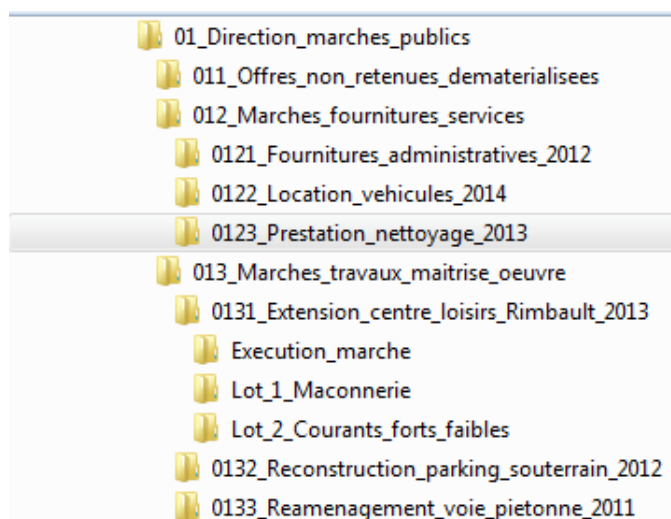 01_Direction_marches_publics
011_Offres_non_retenues_dematerialisees
012_Marches_fournitures_services
0121_Fournitures_administratives_2012
0122_Location_vehicules_2014
0123_Prestation_nettoyage_2013
013_Marches_travaux_maitrise_oeuvre
0131_Extension_centre_loisirs_Rimbault_2013
Execution_marche
Lot_1_Maconnerie
Lot_2_Courants_forts_faibles
0132_Reconstruction_parking_souterrain_2012
0133_Reamenagement_voie_pietonne_2011